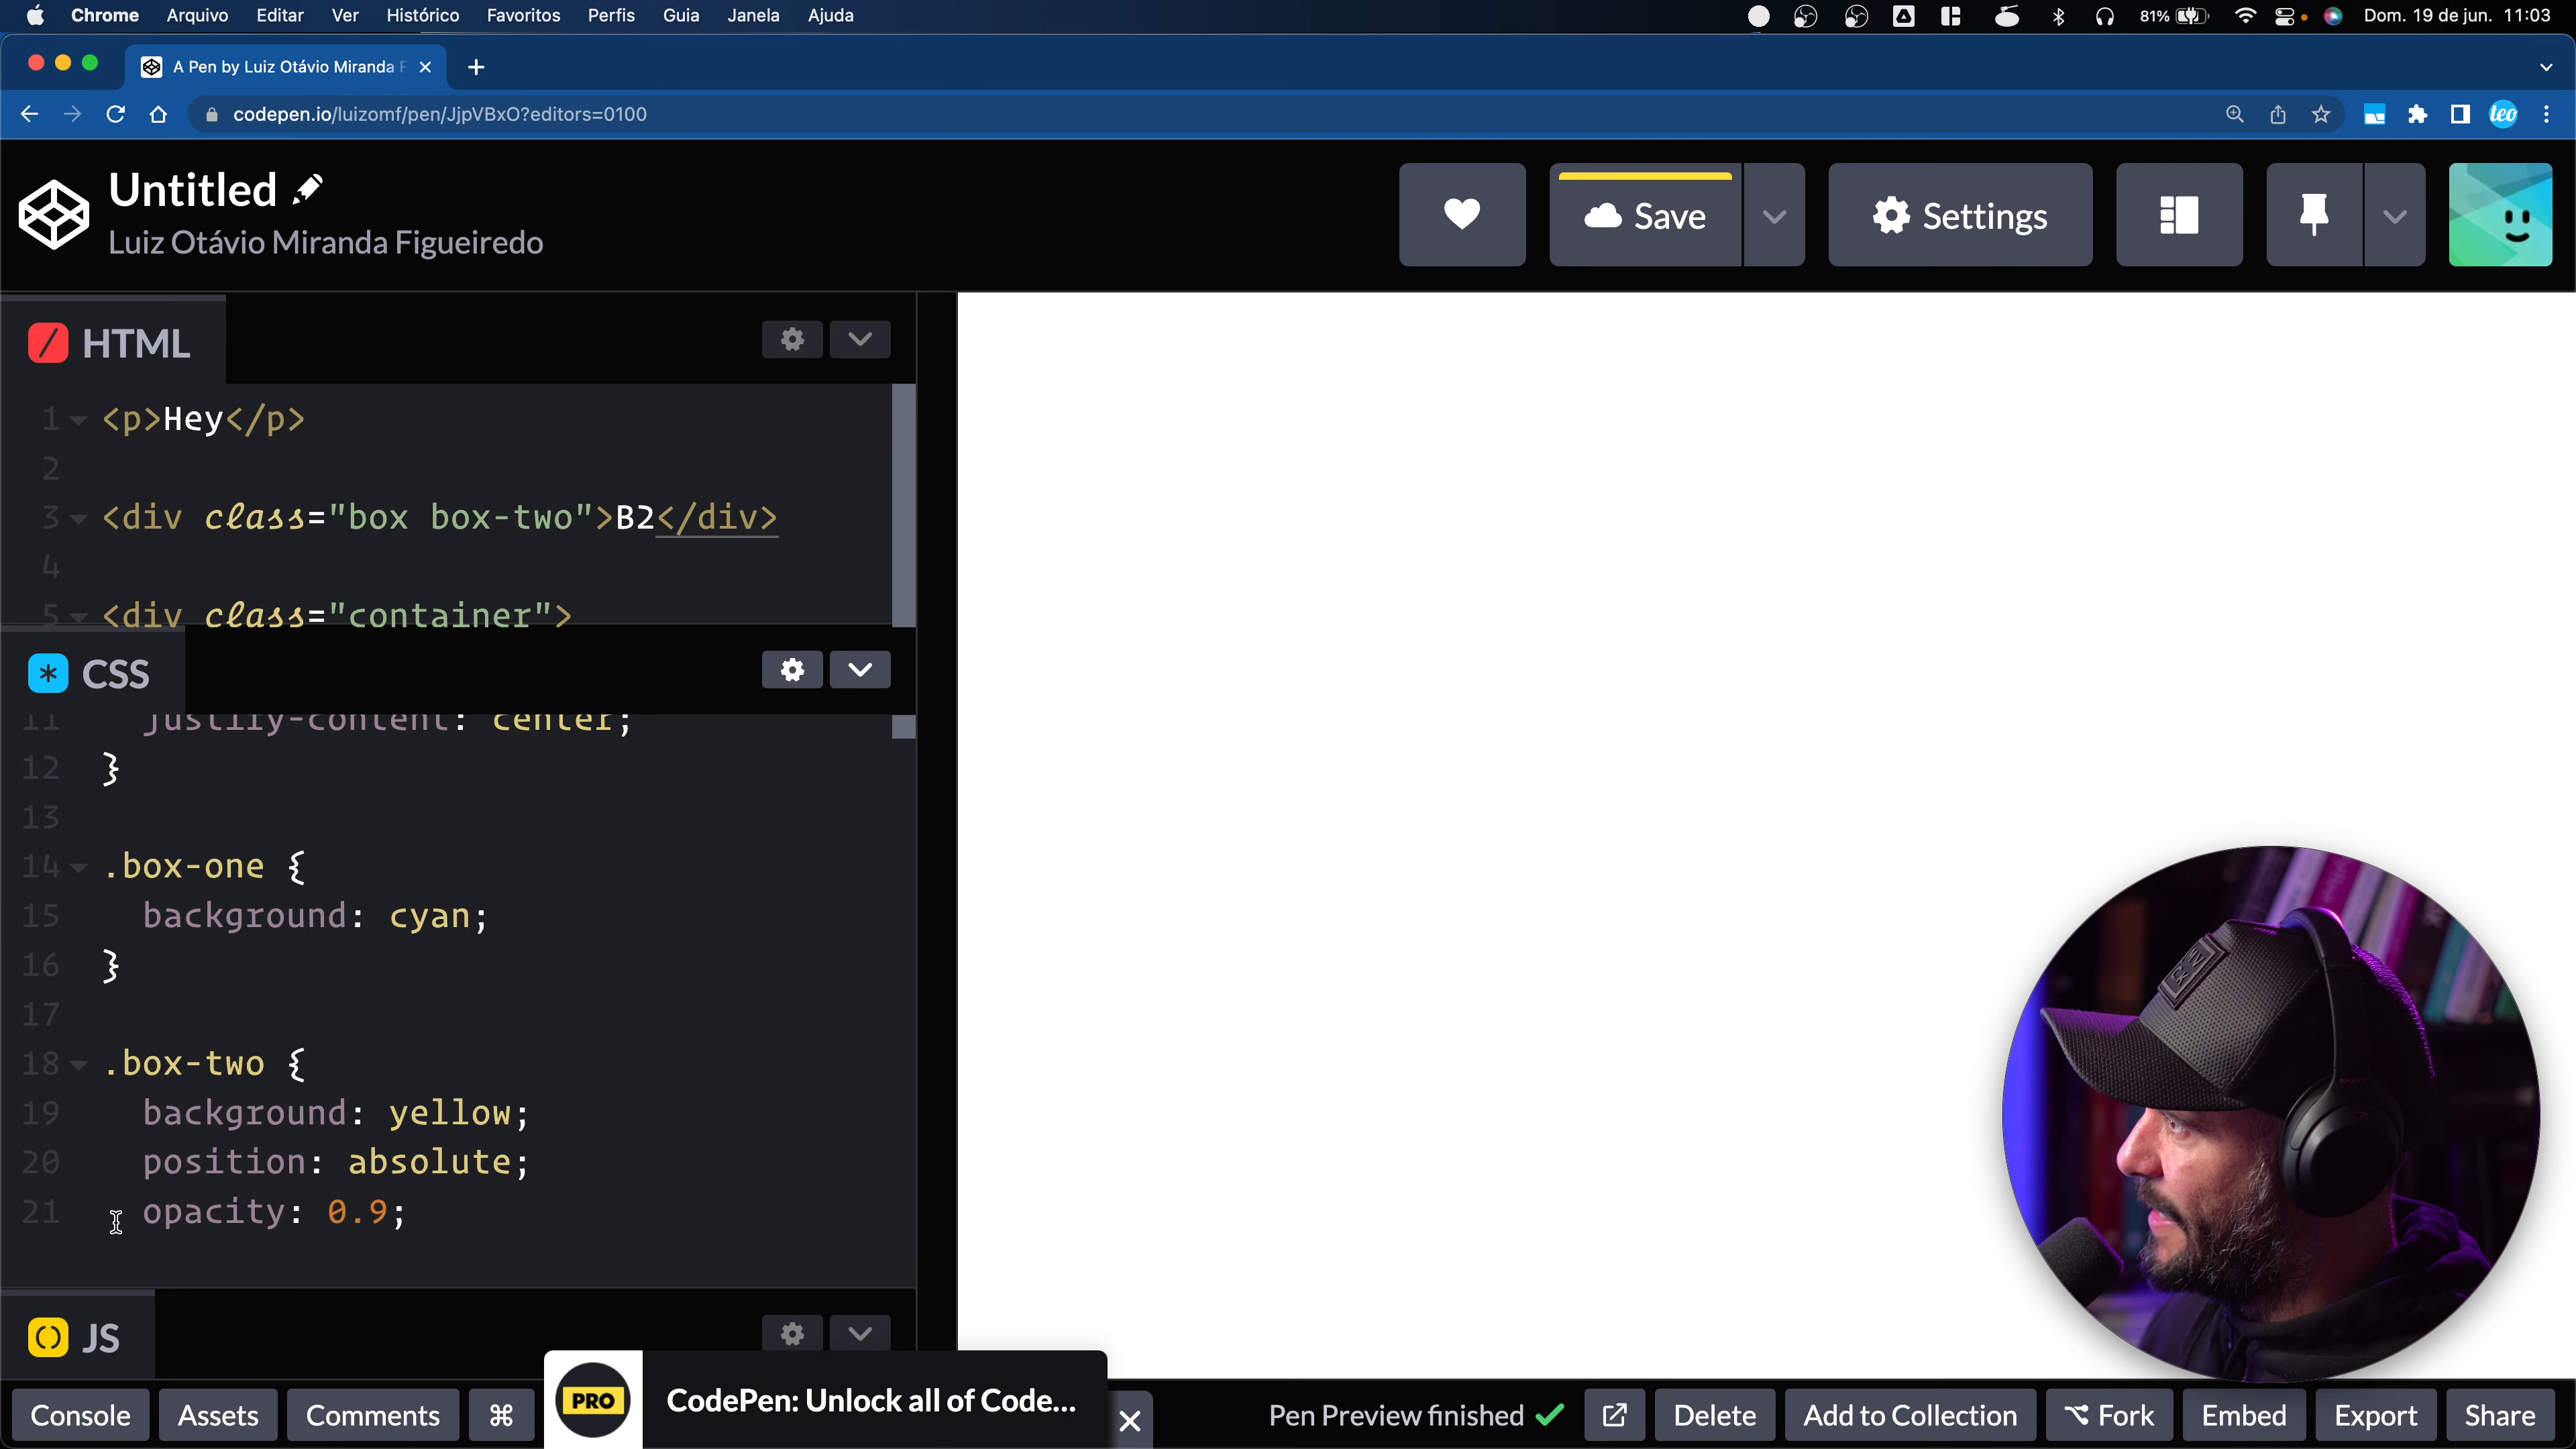 Chrome Arquivo Editar Ver Histórico Favoritos Perfis Guia Janela Ajuda 81% Dom. 19 de jun. 11:03
A Pen by Luiz Otávio Miranda F
codepen.io/luizomf/pen/JjpVBxO?editors=0100 teo
Untitled
Luiz Otávio Miranda Figueiredo
Save Settings
HTML
1 <p>Hey</p>
2
3 <div class="box box-two">B2</div>
4
5 <div class="container">
CSS
11 justify-content: center;
12 }
13
14 .box-one {
15 background: cyan;
16 }
17
18 .box-two {
19 background: yellow;
20 position: absolute;
21 opacity: 0.9;
JS
Console Assets Comments ⌘ PRO CodePen: Unlock all of Code... Pen Preview finished Delete Add to Collection Fork Embed Export Share